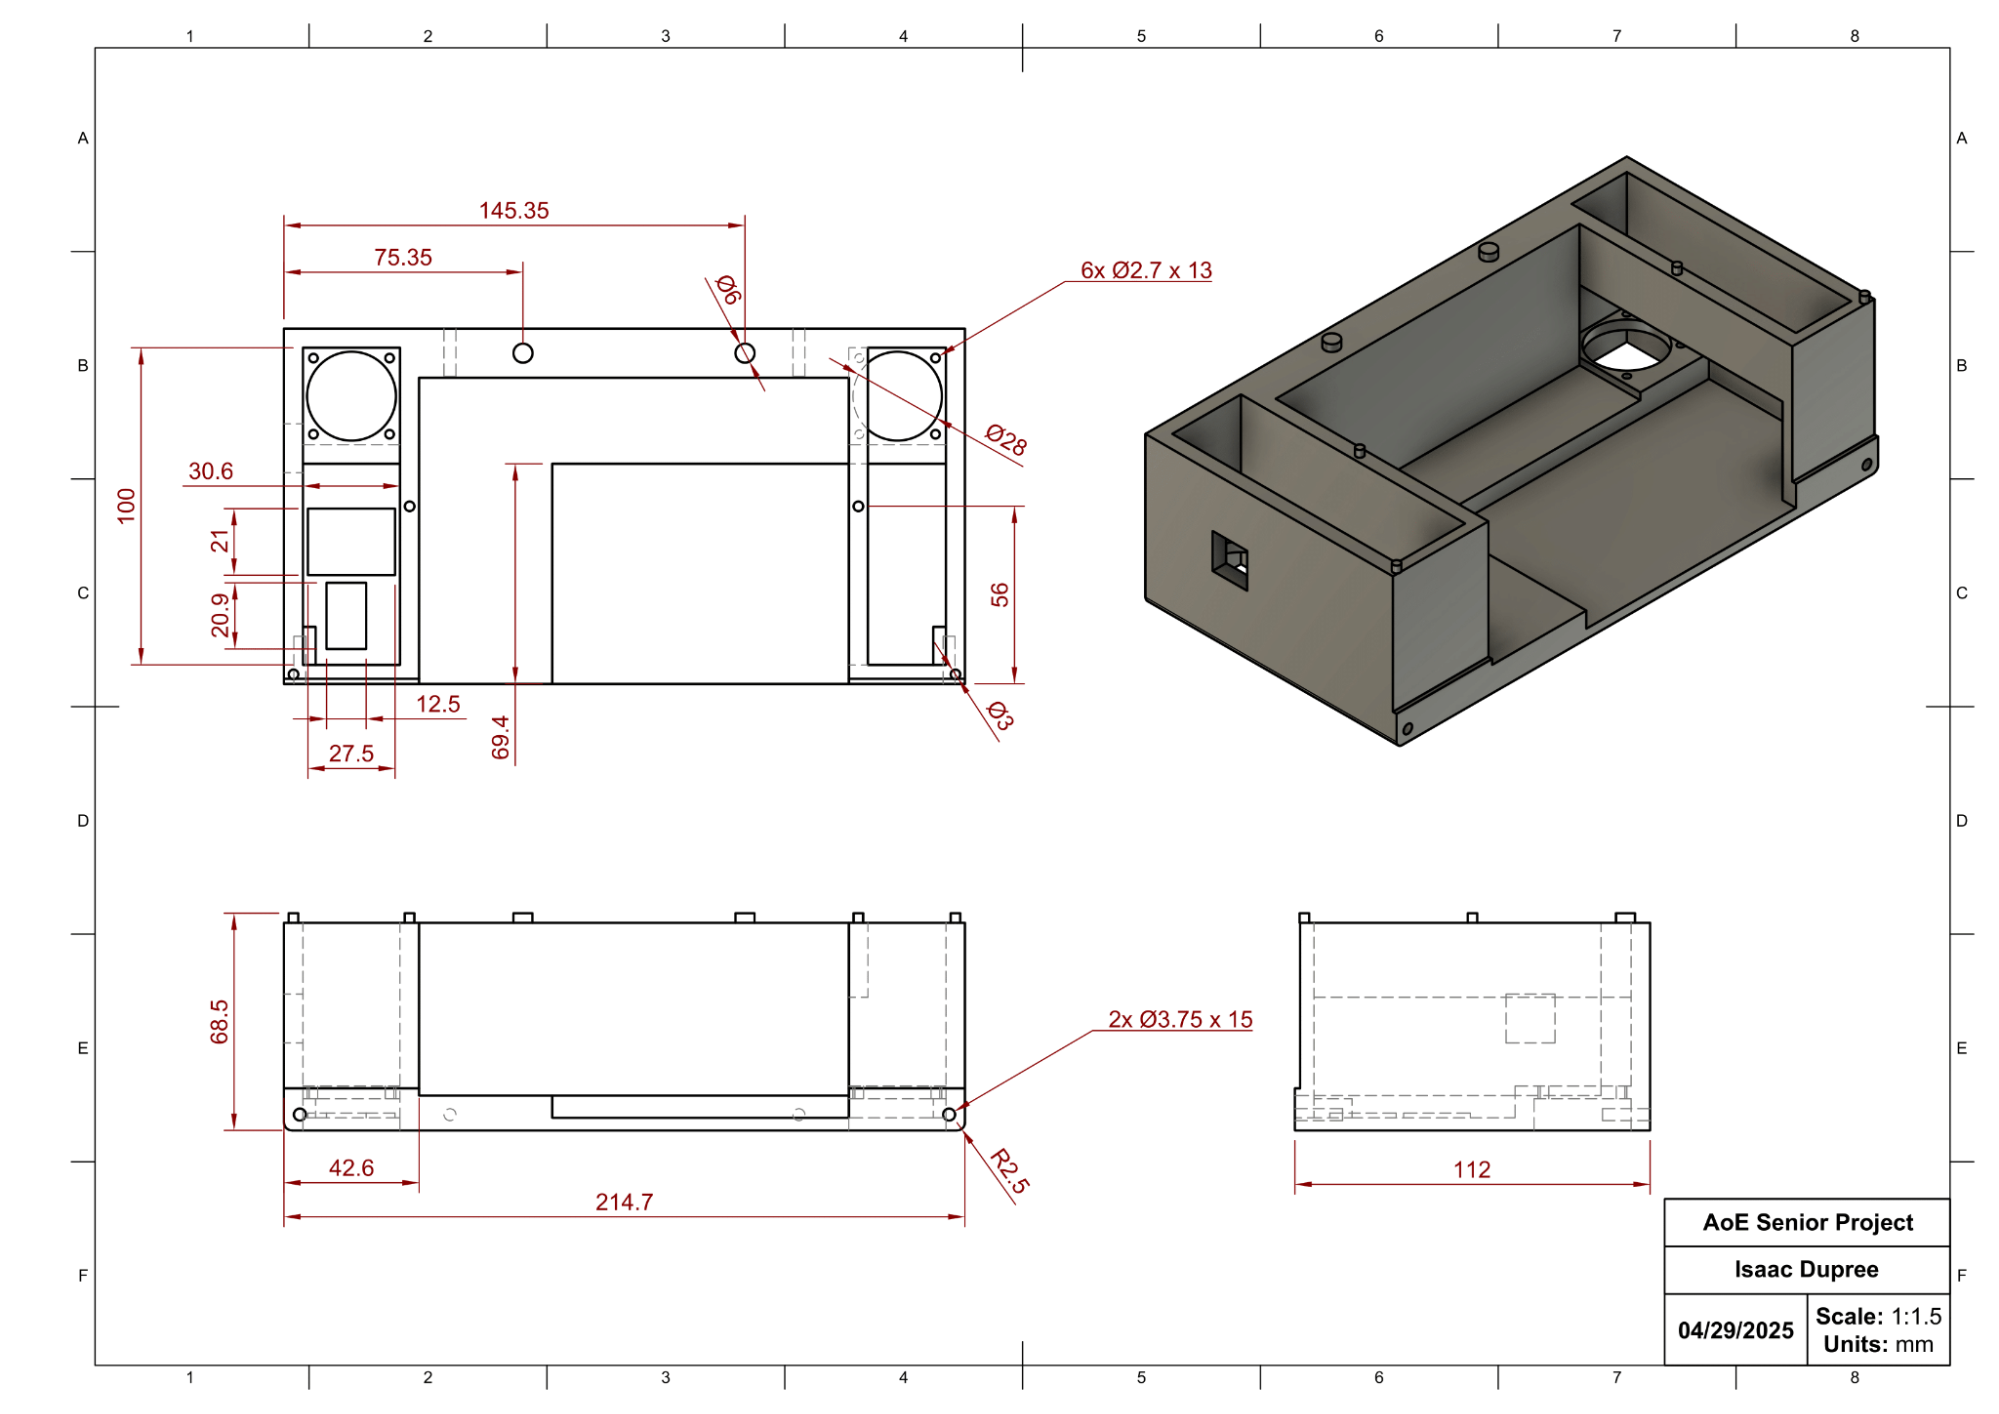 1 2 3 4 5 6 7 8
A A
145.35
75.35
Ø6
6x Ø2.7 x 13
B B
Ø28
30.6
100
21
20.9
56
C C
12.5
69.4
Ø3
27.5
D D
68.5
2x Ø3.75 x 15
E E
42.6
R2.5
112
214.7
AoE Senior Project
Isaac Dupree
F F
04/29/2025
Scale: 1:1.5
Units: mm
1 2 3 4 5 6 7 8